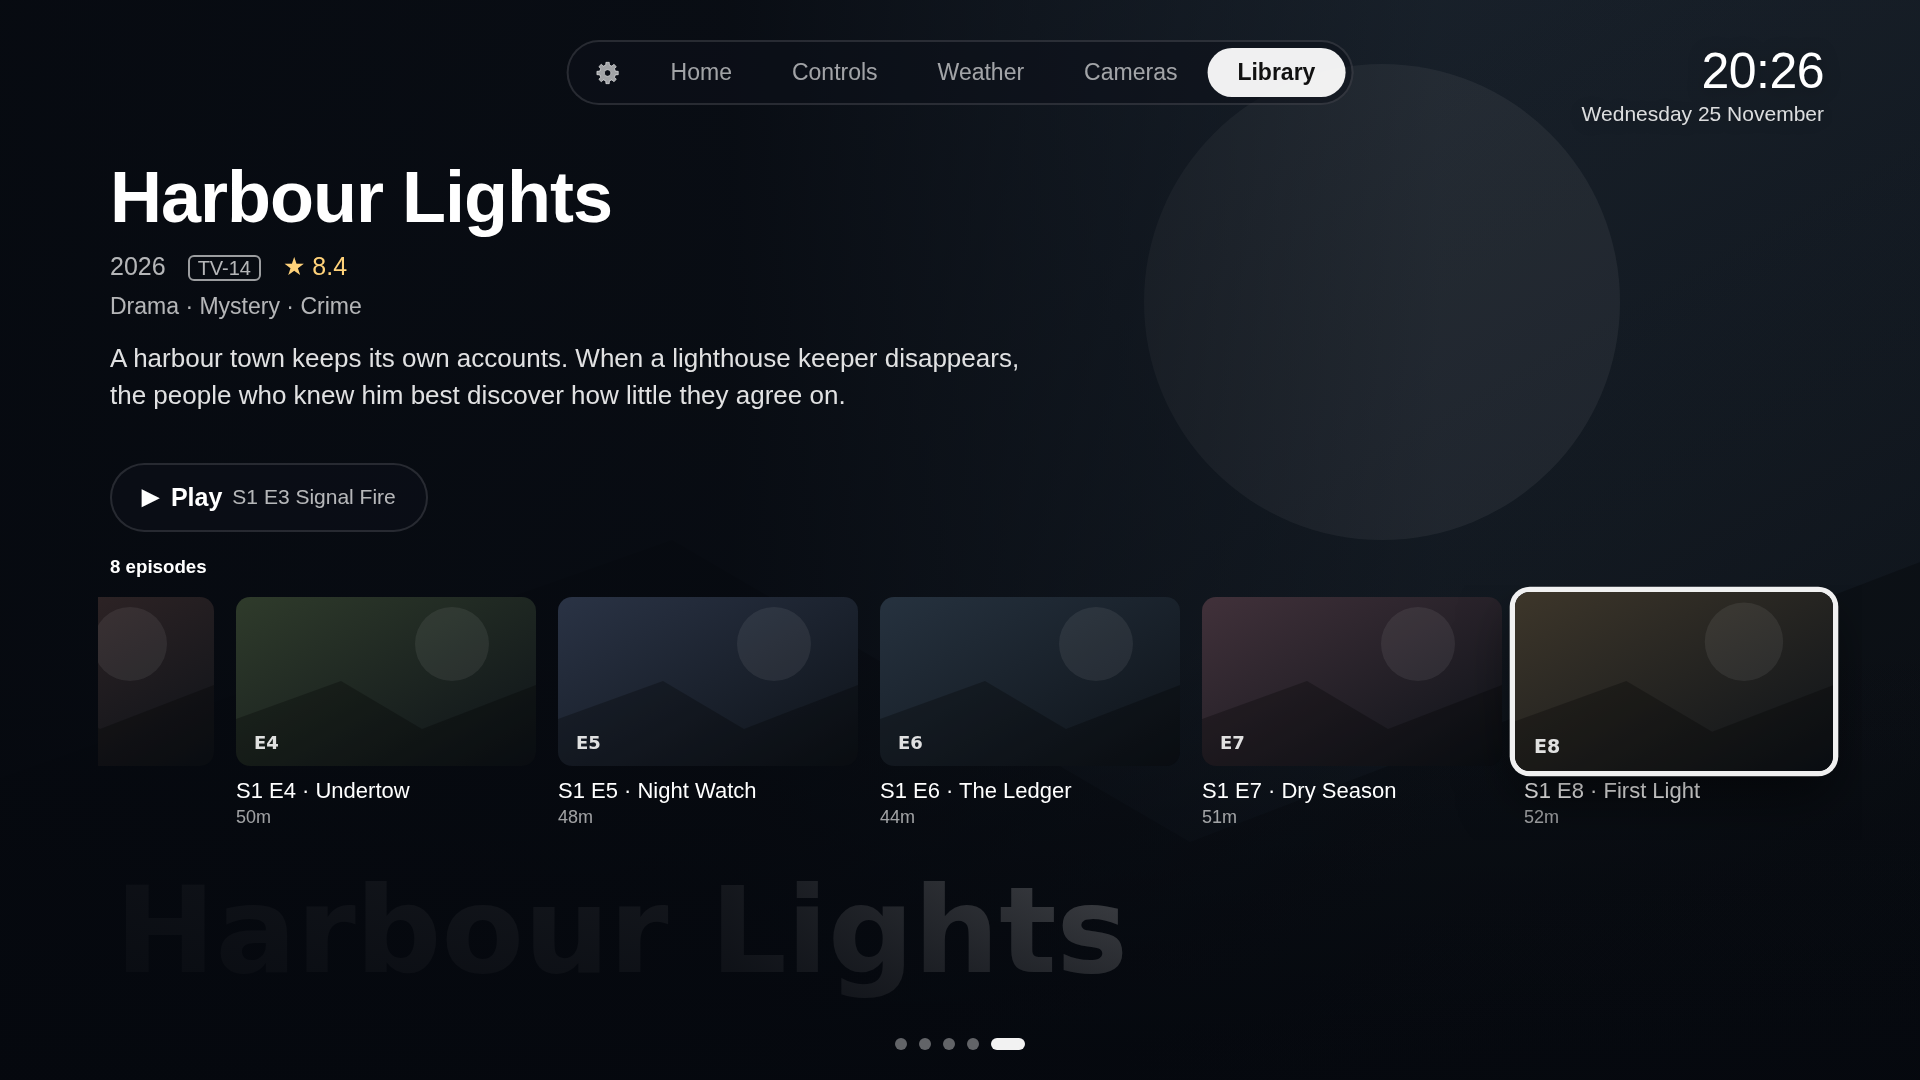 Home Controls Weather Cameras Library
20:26
Wednesday 25 November
Harbour Lights
2026 TV-14 ★ 8.4
Drama · Mystery · Crime
A harbour town keeps its own accounts. When a lighthouse keeper disappears,
the people who knew him best discover how little they agree on.
▶ Play S1 E3 Signal Fire
8 episodes
E4
S1 E4 · Undertow
50m
E5
S1 E5 · Night Watch
48m
E6
S1 E6 · The Ledger
44m
E7
S1 E7 · Dry Season
51m
E8
S1 E8 · First Light
52m
Harbour Lights